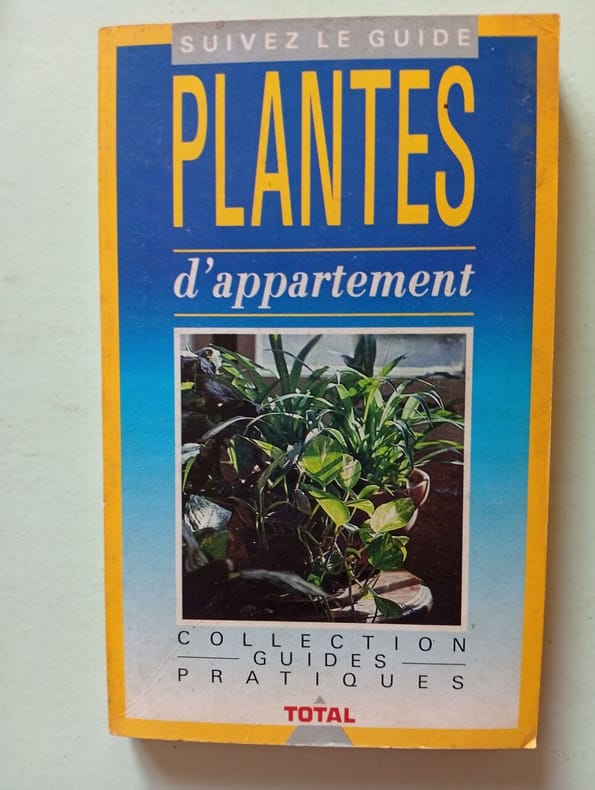 SUIVEZ LE GUIDE
PLANTES
d'appartement
COLLECTION
GUIDES
PRATIQUES
TOTAL